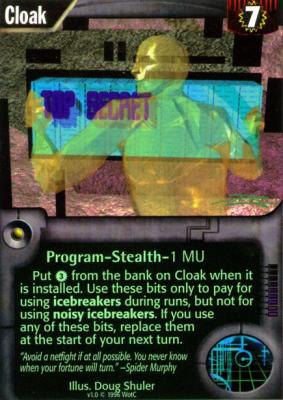 Cloak
7
TOP SECRET
Program-Stealth-1 MU
Put 3 from the bank on Cloak when it
is installed. Use these bits only to pay for
using icebreakers during runs, but not for
using noisy icebreakers. If you use
any of these bits, replace them
at the start of your next turn.
"Avoid a netfight if at all possible. You never know
when your fortune will turn." –Spider Murphy
Illus. Doug Shuler
v1.0 © 1996 WotC